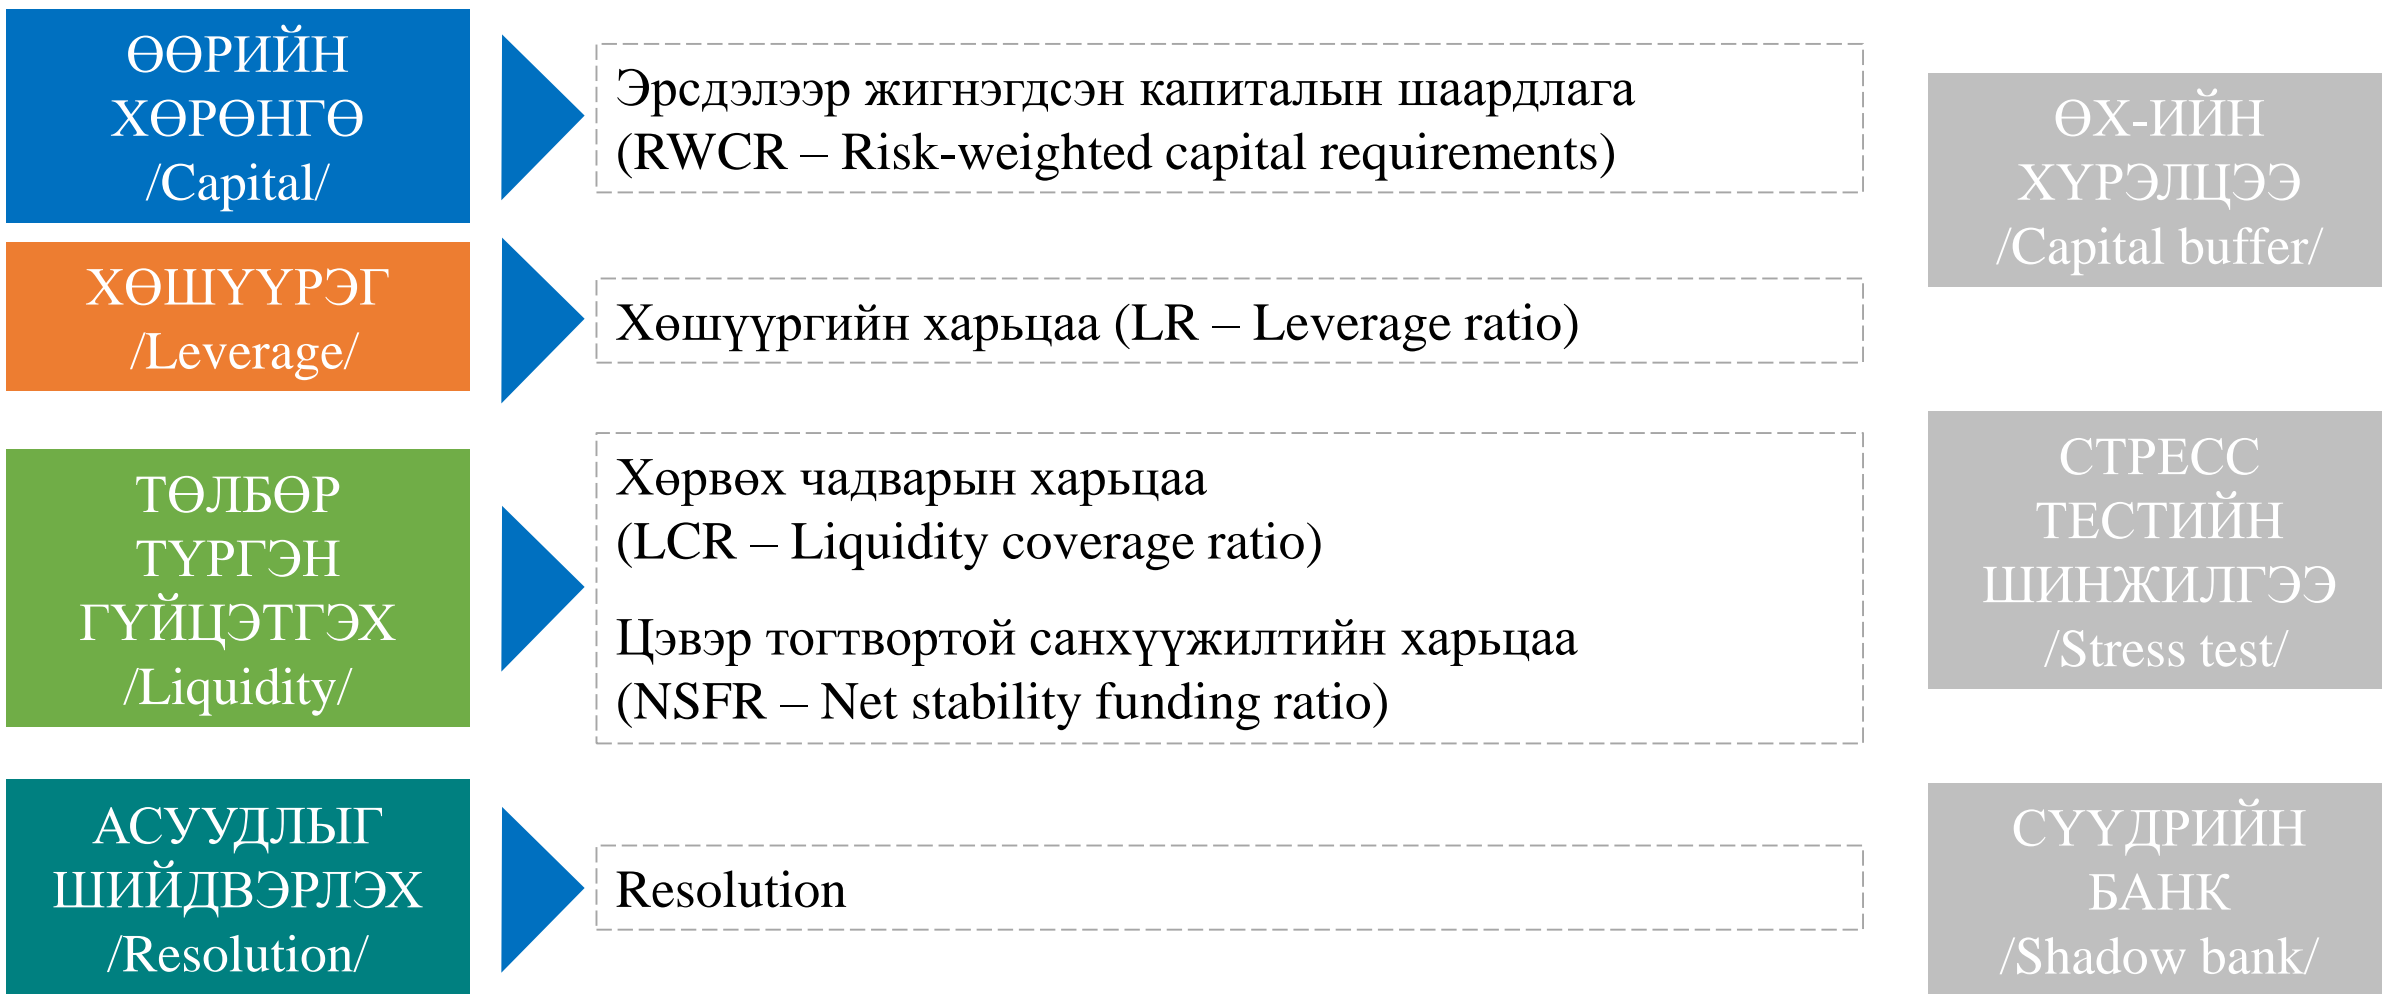 ӨӨРИЙН
ХӨРӨНГӨ
/Capital/
Эрсдэлээр жигнэгдсэн капиталын шаардлага
(RWCR – Risk-weighted capital requirements)
ХӨШҮҮРЭГ
/Leverage/
Хөшүүргийн харьцаа (LR – Leverage ratio)
ТӨЛБӨР
ТҮРГЭН
ГҮЙЦЭТГЭХ
/Liquidity/
Хөрвөх чадварын харьцаа
(LCR – Liquidity coverage ratio)
Цэвэр тогтвортой санхүүжилтийн харьцаа
(NSFR – Net stability funding ratio)
АСУУДЛЫГ
ШИЙДВЭРЛЭХ
/Resolution/
Resolution
ӨХ-ИЙН
ХҮРЭЛЦЭЭ
/Capital buffer/
СТРЕСС
ТЕСТИЙН
ШИНЖИЛГЭЭ
/Stress test/
СҮҮДРИЙН
БАНК
/Shadow bank/